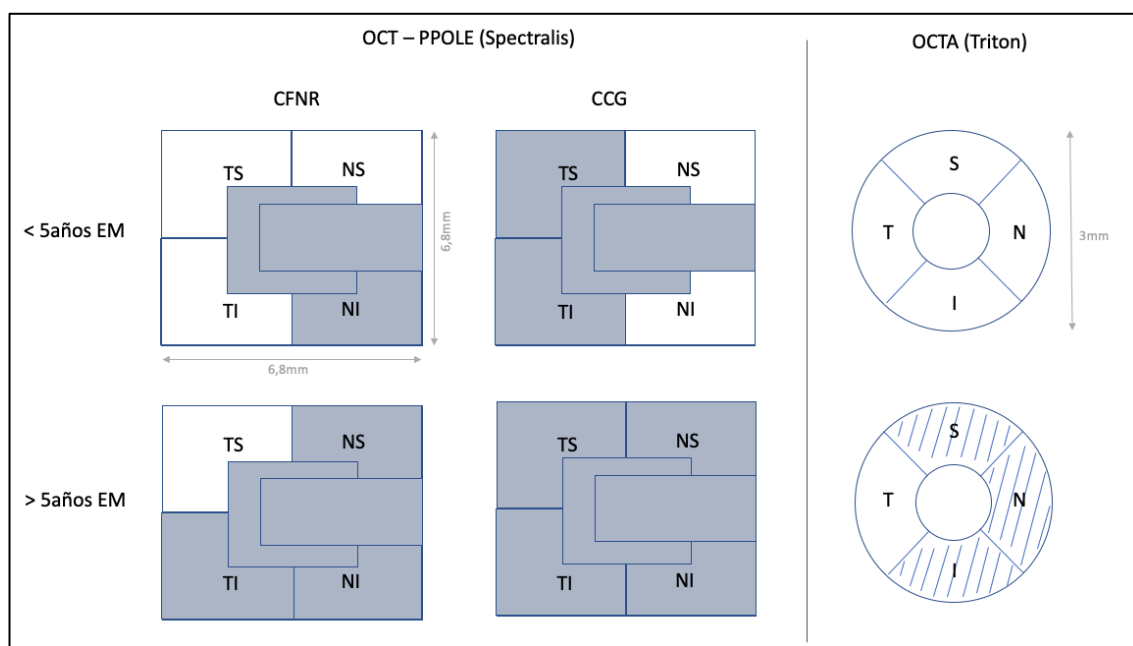 OCT – PPOLE (Spectralis)
OCTA (Triton)
CFNR
CCG
< 5años EM
TS
NS
TI
NI
6,8mm
6,8mm
TS
NS
TI
NI
S
T
N
I
3mm
> 5años EM
TS
NS
TI
NI
TS
NS
TI
NI
S
T
N
I